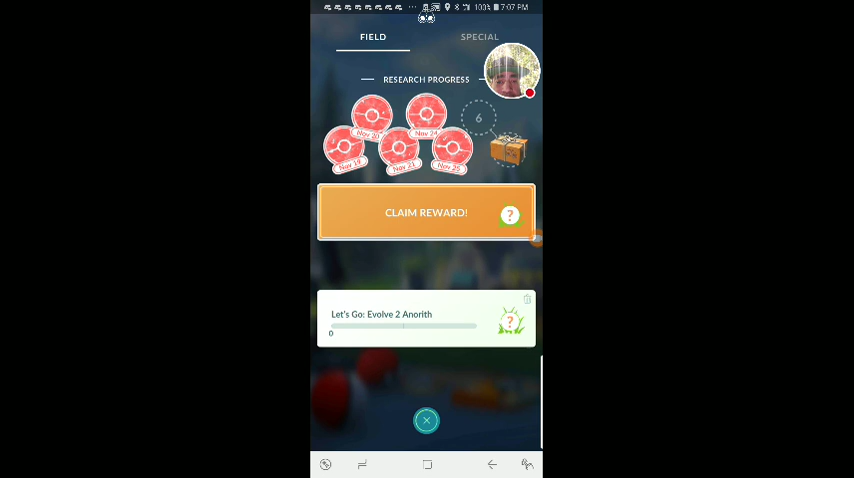 100% 7:07 PM
FIELD
SPECIAL
RESEARCH PROGRESS
Nov 20
Nov 24
6
Nov 19
Nov 21
Nov 25
CLAIM REWARD!
?
Let's Go: Evolve 2 Anorith
?
0